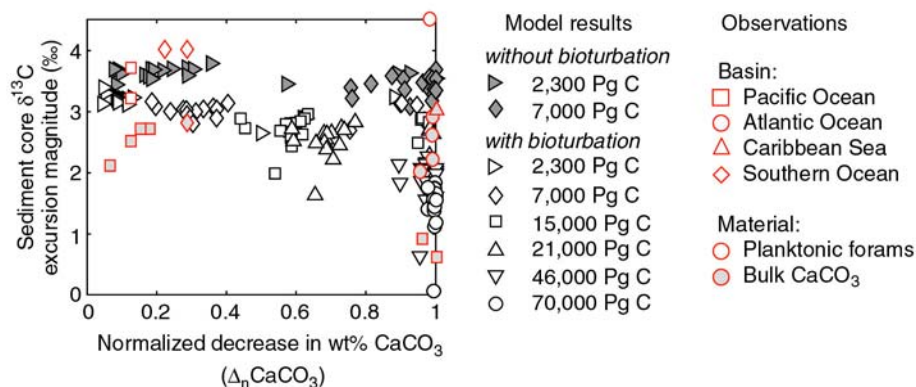 Sediment core δ¹³C
excursion magnitude (‰)
4
3
2
1
0
0 0.2 0.4 0.6 0.8 1
Normalized decrease in wt% CaCO₃
(ΔₙCaCO₃)
Model results
without bioturbation
2,300 Pg C
7,000 Pg C
with bioturbation
2,300 Pg C
7,000 Pg C
15,000 Pg C
21,000 Pg C
46,000 Pg C
70,000 Pg C
Observations
Basin:
Pacific Ocean
Atlantic Ocean
Caribbean Sea
Southern Ocean
Material:
Planktonic forams
Bulk CaCO₃